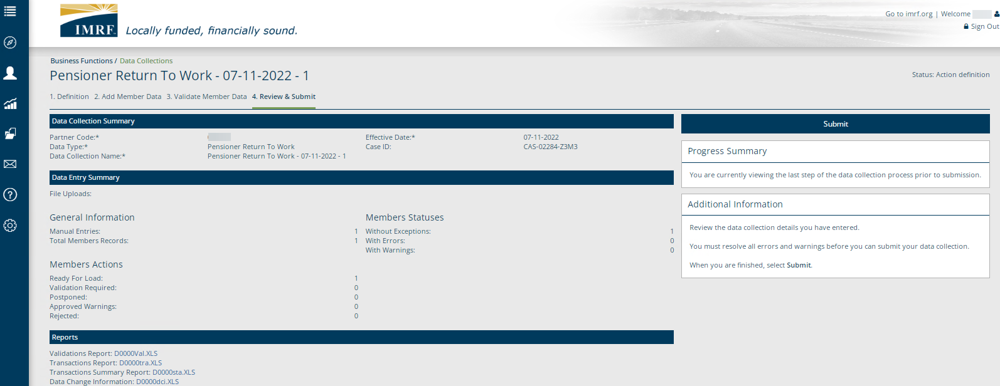 IMRF
Locally funded, financially sound.
Go to imrf.org | Welcome
Sign Out
Business Functions / Data Collections
Pensioner Return To Work - 07-11-2022 - 1
Status: Action definition
1. Definition 2. Add Member Data 3. Validate Member Data 4. Review & Submit
Data Collection Summary
Partner Code:* Effective Date:* 07-11-2022
Data Type:* Pensioner Return To Work Case ID: CAS-02284-Z3M3
Data Collection Name:* Pensioner Return To Work - 07-11-2022 - 1
Data Entry Summary
File Uploads:
General Information Members Statuses
Manual Entries: 1 Without Exceptions: 1
Total Members Records: 1 With Errors: 0
With Warnings: 0
Members Actions
Ready For Load: 1
Validation Required: 0
Postponed: 0
Approved Warnings: 0
Rejected: 0
Reports
Validations Report: D0000Val.XLS
Transactions Report: D0000tra.XLS
Transactions Summary Report: D0000sta.XLS
Data Change Information: D0000dci.XLS
Submit
Progress Summary
You are currently viewing the last step of the data collection process prior to submission.
Additional Information
Review the data collection details you have entered.
You must resolve all errors and warnings before you can submit your data collection.
When you are finished, select Submit.